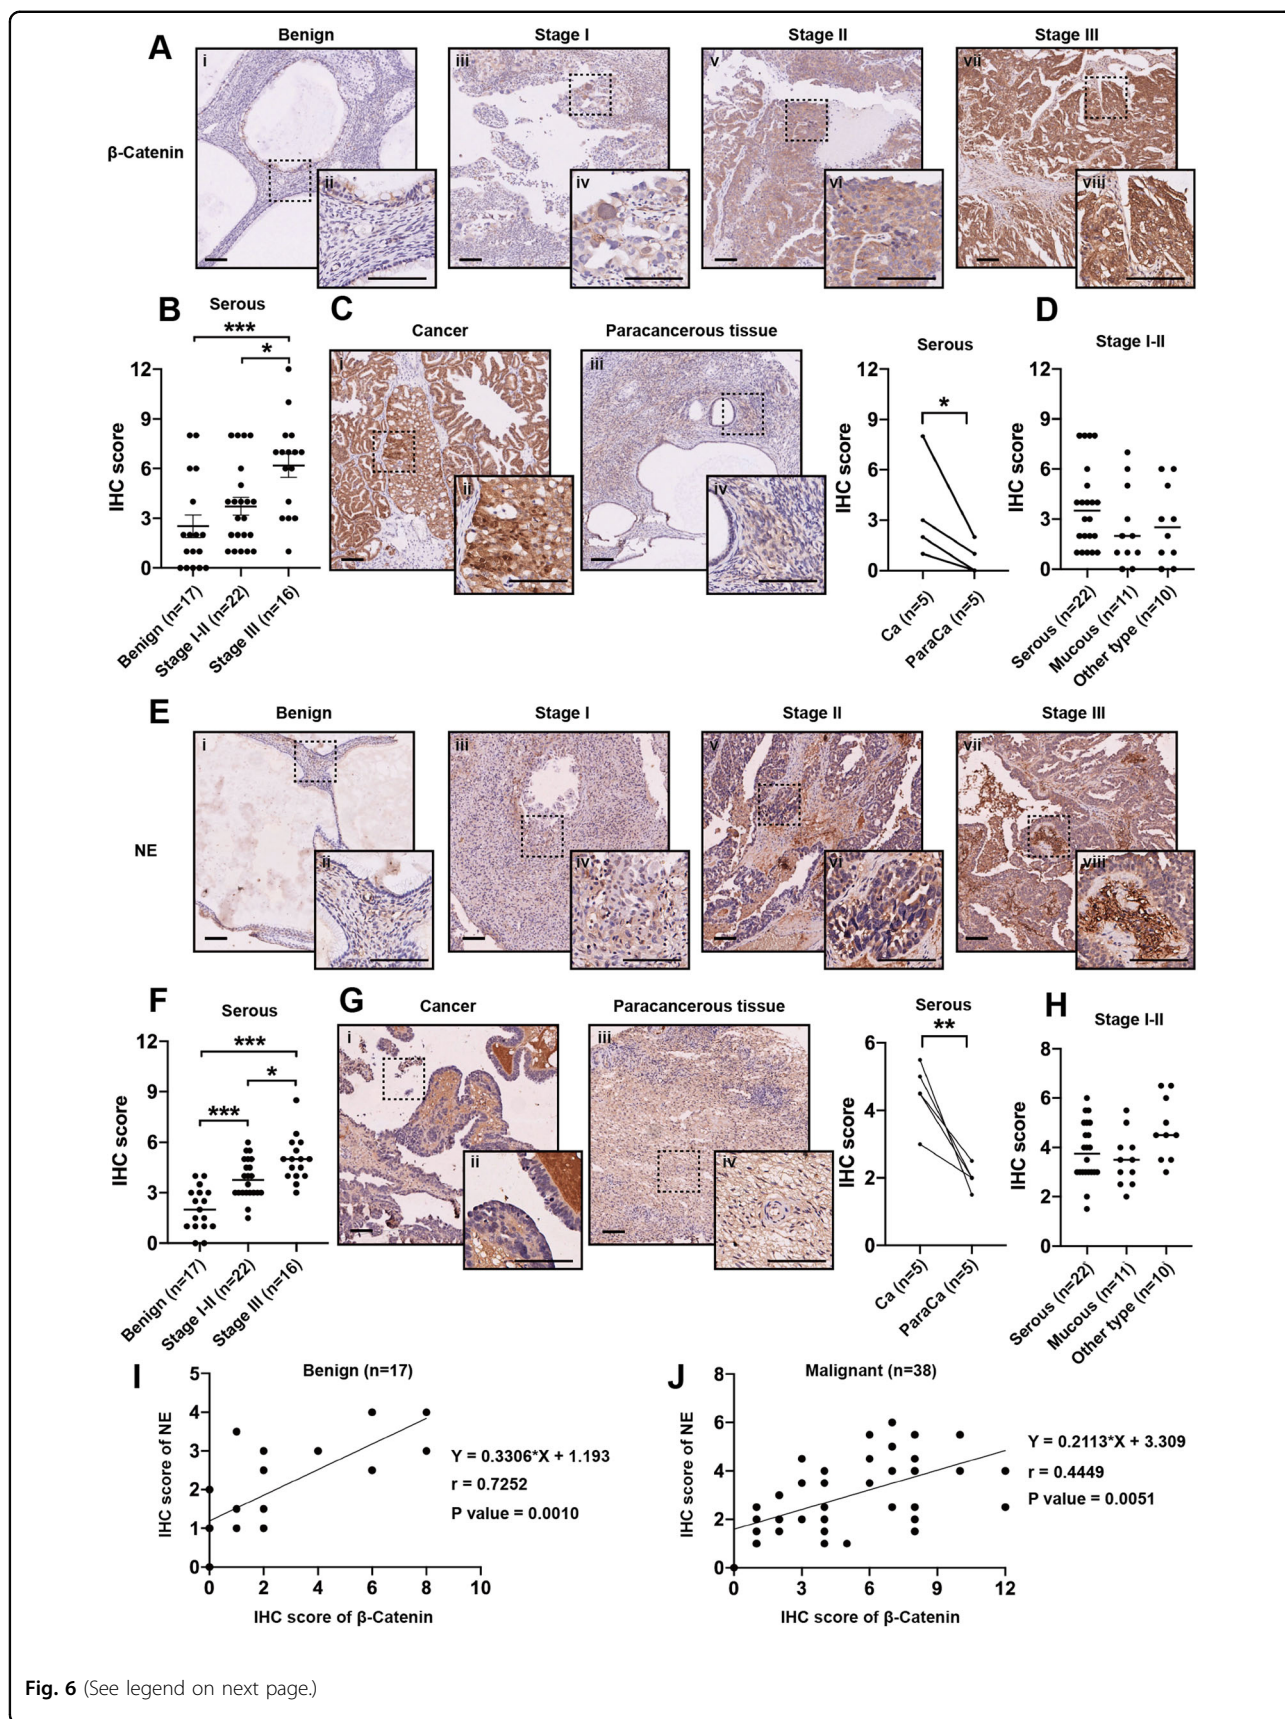 A
Benign
Stage I
Stage II
Stage III
β-Catenin
i
ii
iii
iv
v
vi
vii
viii
B
Serous
***
*
IHC score
12
9
6
3
0
Benign (n=17)
Stage I-II (n=22)
Stage III (n=16)
C
Cancer
Paracancerous tissue
i
ii
iii
iv
Serous
*
IHC score
12
9
6
3
0
Ca (n=5)
ParaCa (n=5)
D
Stage I-II
IHC score
12
9
6
3
0
Serous (n=22)
Mucous (n=11)
Other type (n=10)
E
Benign
Stage I
Stage II
Stage III
NE
i
ii
iii
iv
v
vi
vii
viii
F
Serous
***
*
***
IHC score
12
9
6
3
0
Benign (n=17)
Stage I-II (n=22)
Stage III (n=16)
G
Cancer
Paracancerous tissue
i
ii
iii
iv
Serous
**
IHC score
6
4
2
0
Ca (n=5)
ParaCa (n=5)
H
Stage I-II
IHC score
8
6
4
2
0
Serous (n=22)
Mucous (n=11)
Other type (n=10)
I
Benign (n=17)
IHC score of NE
5
4
3
2
1
0
0 2 4 6 8 10
IHC score of β-Catenin
Y = 0.3306*X + 1.193
r = 0.7252
P value = 0.0010
J
Malignant (n=38)
IHC score of NE
8
6
4
2
0
0 3 6 9 12
IHC score of β-Catenin
Y = 0.2113*X + 3.309
r = 0.4449
P value = 0.0051
Fig. 6 (See legend on next page.)